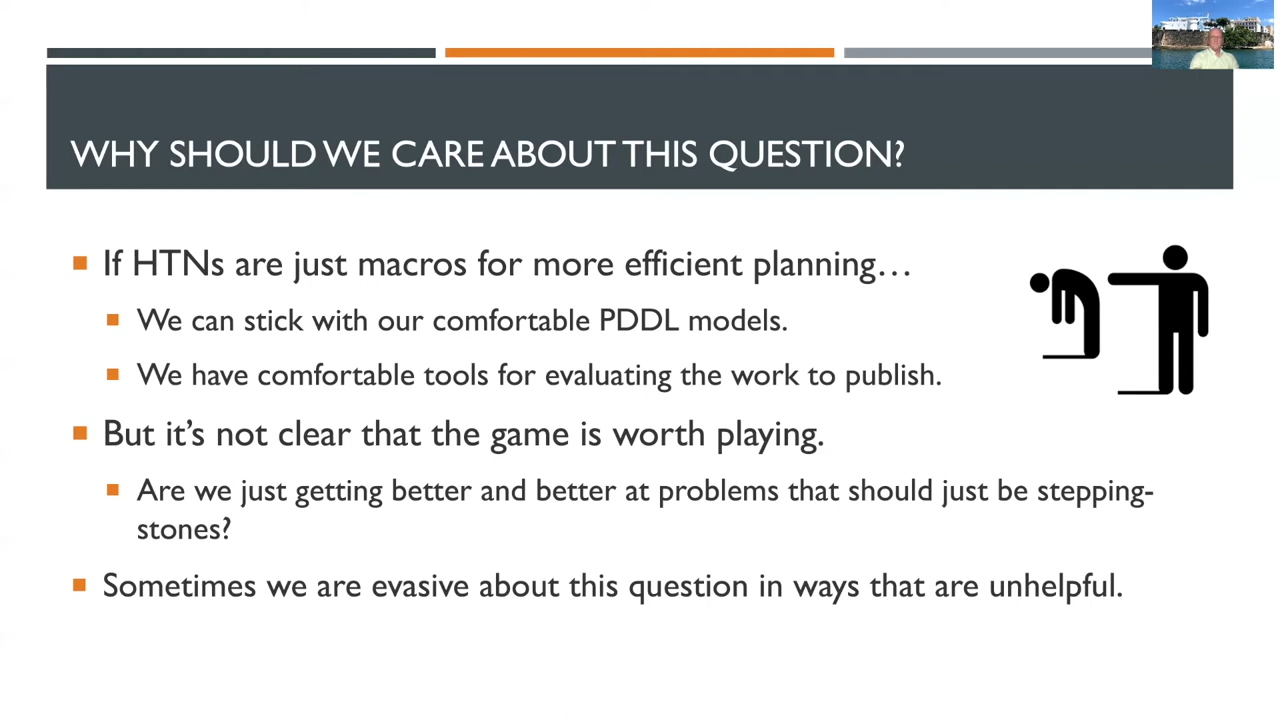 WHY SHOULD WE CARE ABOUT THIS QUESTION?
If HTNs are just macros for more efficient planning…
We can stick with our comfortable PDDL models.
We have comfortable tools for evaluating the work to publish.
But it’s not clear that the game is worth playing.
Are we just getting better and better at problems that should just be stepping-
stones?
Sometimes we are evasive about this question in ways that are unhelpful.